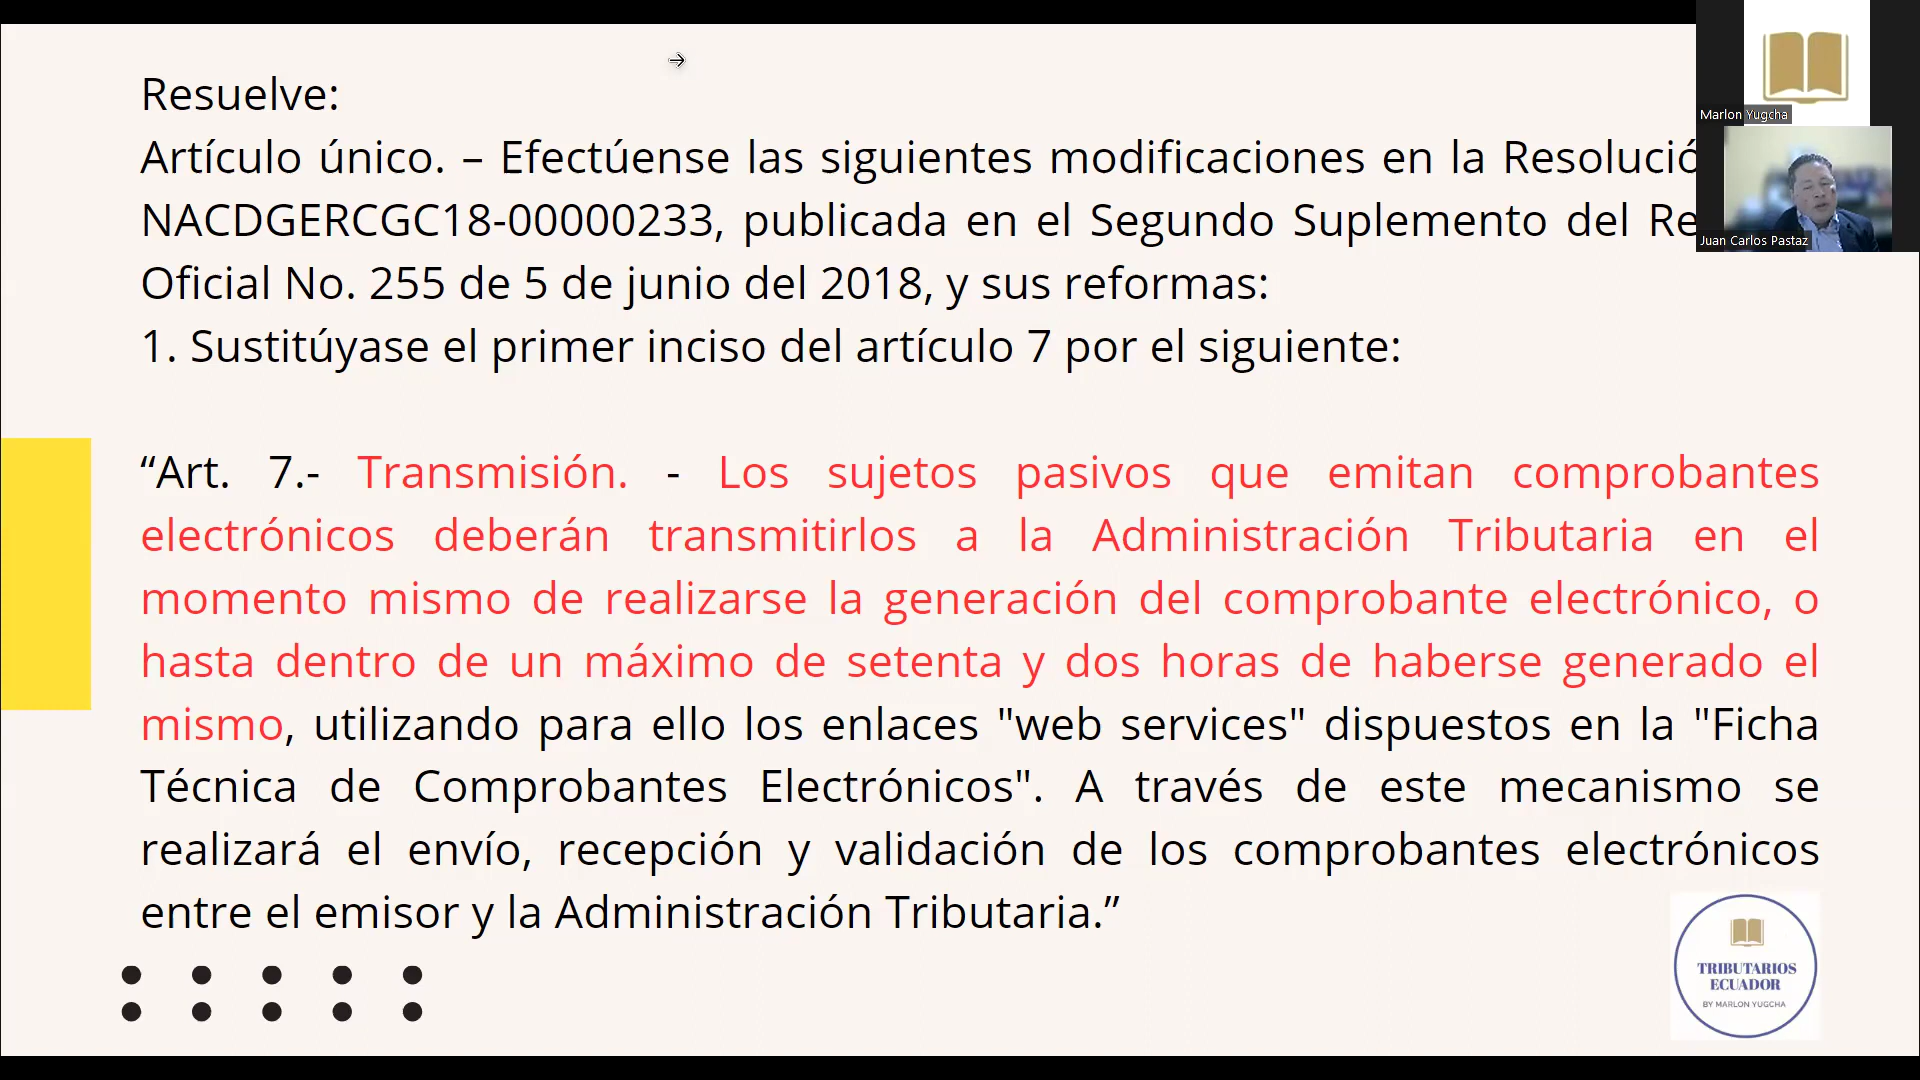 Resuelve:
Artículo único. – Efectúense las siguientes modificaciones en la Resolució
NACDGERCGC18-00000233, publicada en el Segundo Suplemento del Re
Oficial No. 255 de 5 de junio del 2018, y sus reformas:
1. Sustitúyase el primer inciso del artículo 7 por el siguiente:
“Art. 7.- Transmisión. - Los sujetos pasivos que emitan comprobantes
electrónicos deberán transmitirlos a la Administración Tributaria en el
momento mismo de realizarse la generación del comprobante electrónico, o
hasta dentro de un máximo de setenta y dos horas de haberse generado el
mismo, utilizando para ello los enlaces "web services" dispuestos en la "Ficha
Técnica de Comprobantes Electrónicos". A través de este mecanismo se
realizará el envío, recepción y validación de los comprobantes electrónicos
entre el emisor y la Administración Tributaria.”
Marlon Yugcha
Juan Carlos Pastaz
TRIBUTARIOS
ECUADOR
BY MARLON YUGCHA